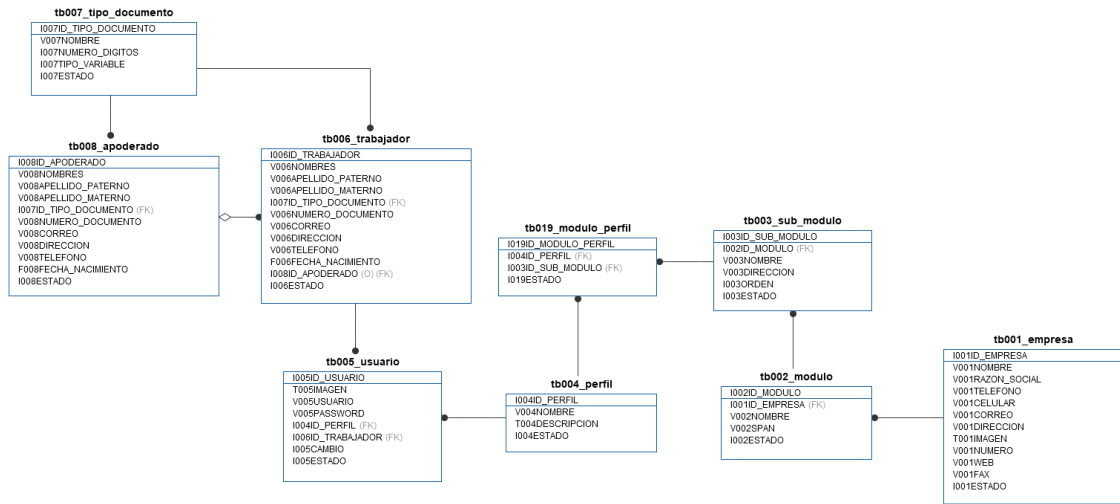 tb007_tipo_documento
I007ID_TIPO_DOCUMENTO
V007NOMBRE
I007NUMERO_DIGITOS
I007TIPO_VARIABLE
I007ESTADO
tb008_apoderado
I008ID_APODERADO
V008NOMBRES
V008APELLIDO_PATERNO
V008APELLIDO_MATERNO
I007ID_TIPO_DOCUMENTO (FK)
V008NUMERO_DOCUMENTO
V008CORREO
V008DIRECCION
V008TELEFONO
F008FECHA_NACIMIENTO
I008ESTADO
tb006_trabajador
I006ID_TRABAJADOR
V006NOMBRES
V006APELLIDO_PATERNO
V006APELLIDO_MATERNO
I007ID_TIPO_DOCUMENTO (FK)
V006NUMERO_DOCUMENTO
V006CORREO
V006DIRECCION
V006TELEFONO
F006FECHA_NACIMIENTO
I008ID_APODERADO (O) (FK)
I006ESTADO
tb019_modulo_perfil
I019ID_MODULO_PERFIL
I004ID_PERFIL (FK)
I003ID_SUB_MODULO (FK)
I019ESTADO
tb003_sub_modulo
I003ID_SUB_MODULO
I002ID_MODULO (FK)
V003NOMBRE
V003DIRECCION
I003ORDEN
I003ESTADO
tb005_usuario
I005ID_USUARIO
T005IMAGEN
V005USUARIO
V005PASSWORD
I004ID_PERFIL (FK)
I006ID_TRABAJADOR (FK)
I005CAMBIO
I005ESTADO
tb004_perfil
I004ID_PERFIL
V004NOMBRE
T004DESCRIPCION
I004ESTADO
tb002_modulo
I002ID_MODULO
I001ID_EMPRESA (FK)
V002NOMBRE
V002SPAN
I002ESTADO
tb001_empresa
I001ID_EMPRESA
V001NOMBRE
V001RAZON_SOCIAL
V001TELEFONO
V001CELULAR
V001CORREO
V001DIRECCION
T001IMAGEN
V001NUMERO
V001WEB
V001FAX
I001ESTADO